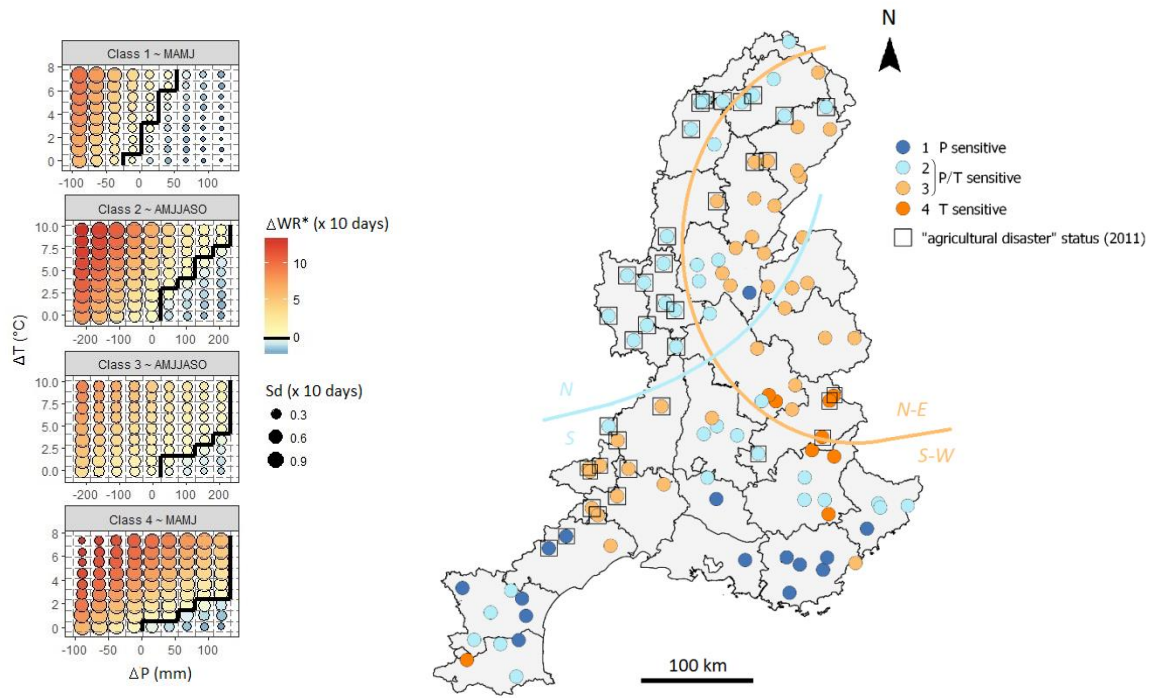 Class 1 ~ MAMJ
8
6
4
2
0
-100 -50 0 50 100
Class 2 ~ AMJJASO
10.0
7.5
5.0
2.5
0.0
-200 -100 0 100 200
Class 3 ~ AMJJASO
10.0
7.5
5.0
2.5
0.0
-200 -100 0 100 200
Class 4 ~ MAMJ
8
6
4
2
0
-100 -50 0 50 100
ΔT (°C)
ΔP (mm)
ΔWR* (x 10 days)
10
5
0
Sd (x 10 days)
0.3
0.6
0.9
N
1 P sensitive
2
3
P/T sensitive
4 T sensitive
"agricultural disaster" status (2011)
N
S
N-E
S-W
100 km